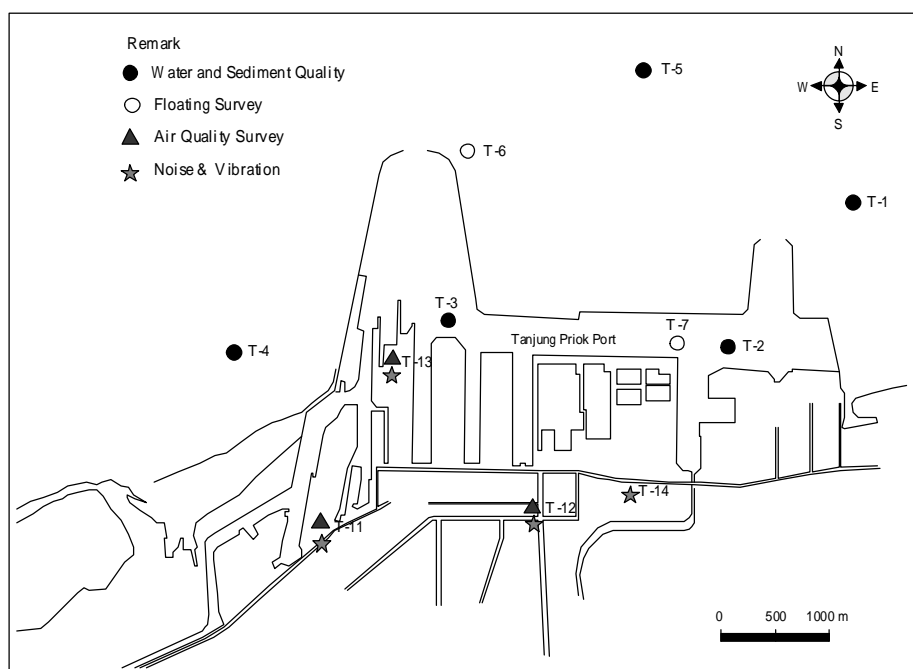 Remark
Water and Sediment Quality
Floating Survey
Air Quality Survey
Noise & Vibration
N
W
E
S
T-5
T-6
T-1
T-3
T-7
Tanjung Priok Port
T-2
T-4
T-13
T-14
T-12
T-11
0 500 1000 m